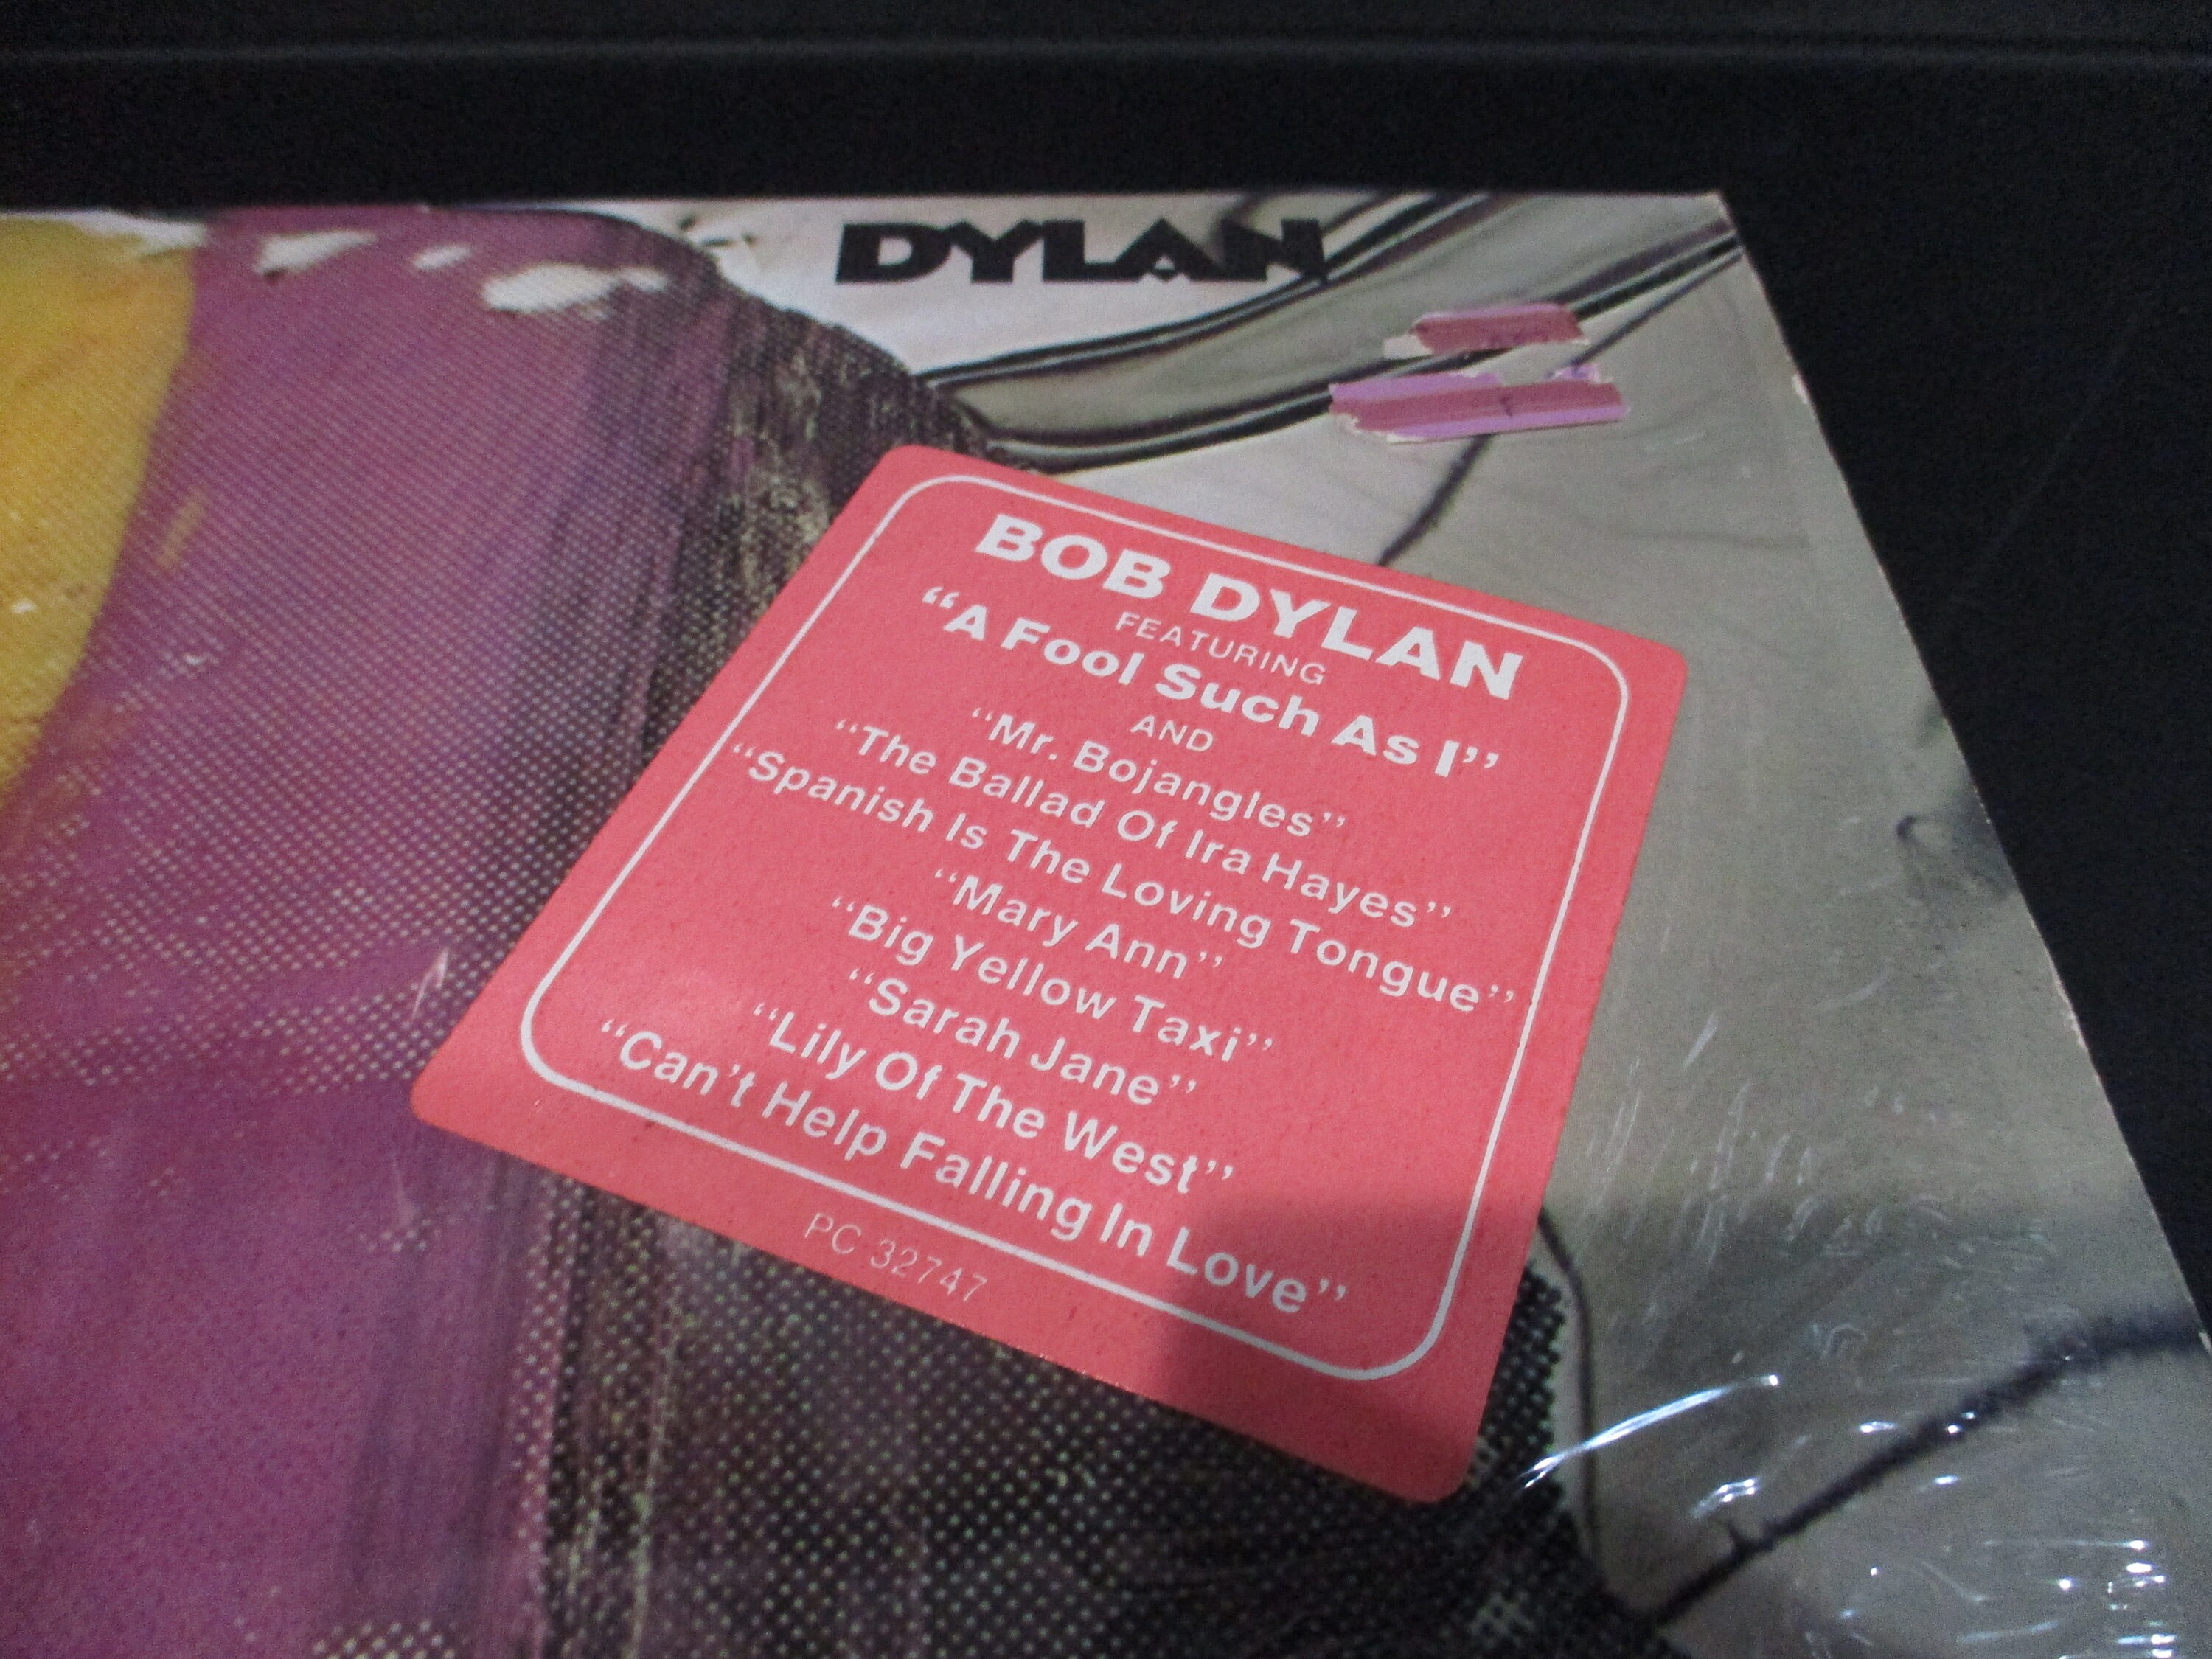 DYLAN
BOB DYLAN
FEATURING
“A Fool Such As I”
AND
“Mr. Bojangles”
“The Ballad Of Ira Hayes”
“Spanish Is The Loving Tongue”
“Mary Ann”
“Big Yellow Taxi”
“Sarah Jane”
“Lily Of The West”
“Can't Help Falling In Love”
PC 32747